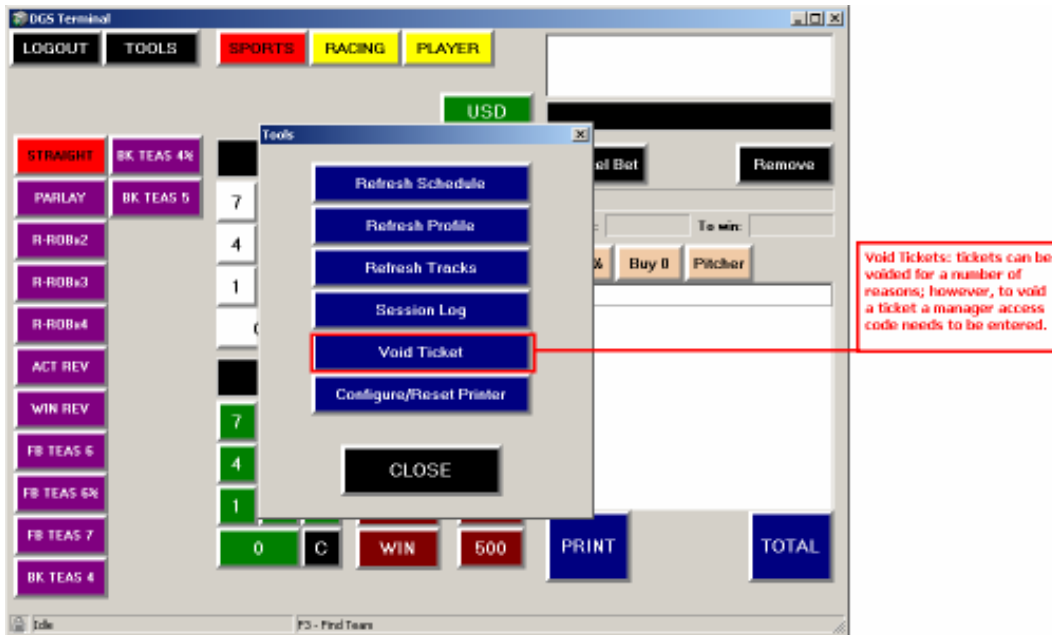 DGS Terminal
LOGOUT TOOLS SPORTS RACING PLAYER
USD
Tools
STRAIGHT BK TEAS 4½ el Bet Remove
Refresh Schedule
PARLAY BK TEAS 5 7
Refresh Profile To win:
R-ROBx2 4
Refresh Tracks % Buy 0 Pitcher
R-ROBx3 1
Session Log
R-ROBx4
Void Ticket
ACT REV
Configure/Reset Printer
WIN REV 7
FB TEAS 6 4
CLOSE
FB TEAS 6½ 1
FB TEAS 7 0 C WIN 500 PRINT TOTAL
BK TEAS 4
Idle F3 - Find Team
Void Tickets: tickets can be
voided for a number of
reasons; however, to void
a ticket a manager access
code needs to be entered.